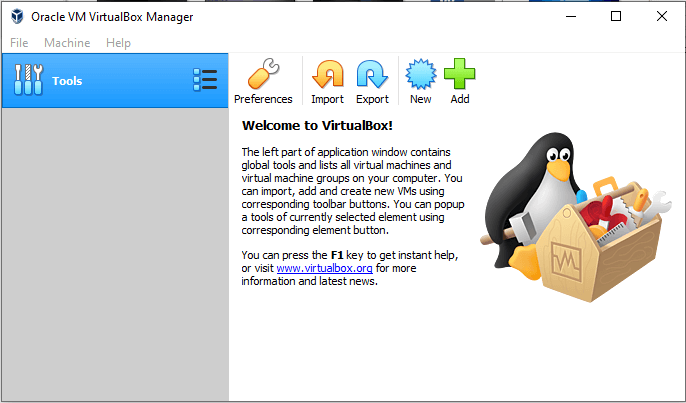 Oracle VM VirtualBox Manager
File Machine Help
Tools
Preferences Import Export New Add
Welcome to VirtualBox!
The left part of application window contains
global tools and lists all virtual machines and
virtual machine groups on your computer. You
can import, add and create new VMs using
corresponding toolbar buttons. You can popup
a tools of currently selected element using
corresponding element button.
You can press the F1 key to get instant help,
or visit www.virtualbox.org for more
information and latest news.